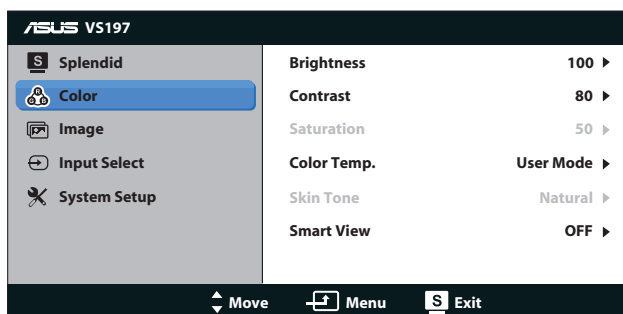 ASUS VS197
S Splendid
Color
Image
Input Select
System Setup
Brightness 100
Contrast 80
Saturation 50
Color Temp. User Mode
Skin Tone Natural
Smart View OFF
Move Menu S Exit